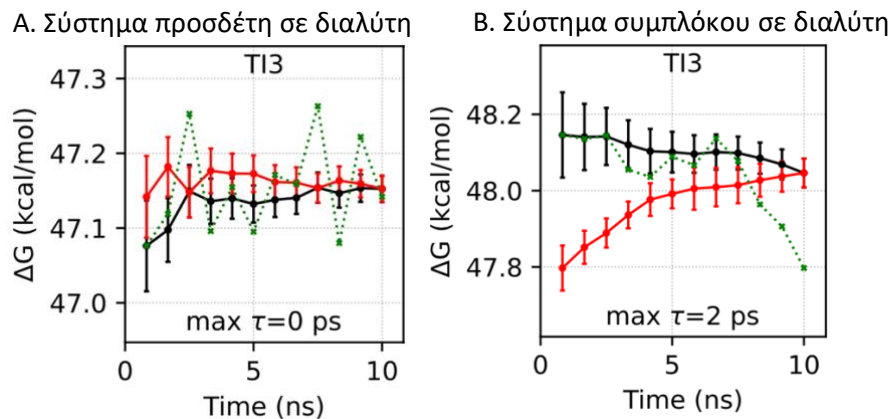 Α. Σύστημα προσδέτη σε διαλύτη
Β. Σύστημα συμπλόκου σε διαλύτη
TI3
47.3
47.2
47.1
47.0
ΔG (kcal/mol)
max τ=0 ps
0
5
10
Time (ns)
TI3
48.2
48.0
47.8
ΔG (kcal/mol)
max τ=2 ps
0
5
10
Time (ns)